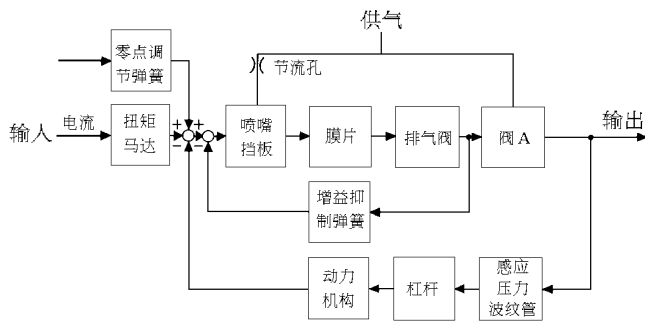 供气
零点调
节弹簧
节流孔
输入
电流
扭矩
马达
+
+
−
−
喷嘴
挡板
膜片
排气阀
阀 A
输出
增益抑
制弹簧
动力
机构
杠杆
感应
压力
波纹管